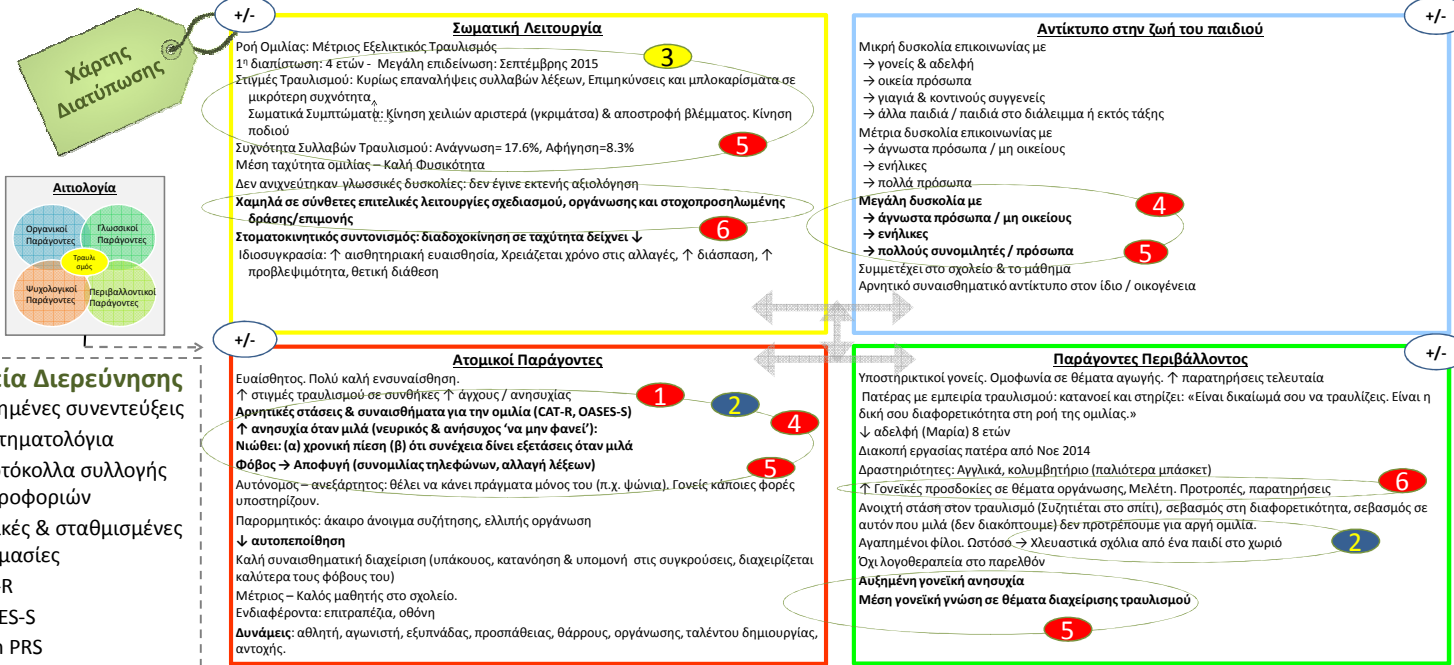 Χάρτης
Διατύπωσης
Αιτιολογία
Οργανικοί
Παράγοντες
Γλωσσικοί
Παράγοντες
Τραυλι
σμός
Ψυχολογικοί
Παράγοντες
Περιβαλλοντικοί
Παράγοντες
εία Διερεύνησης
ημένες συνεντεύξεις
τηματολόγια
ωτόκολλα συλλογής
ροφοριών
ικές & σταθμισμένες
μασίες
-R
ES-S
n PRS
+/-
Σωματική Λειτουργία
Ροή Ομιλίας: Μέτριος Εξελικτικός Τραυλισμός
3
1η διαπίστωση: 4 ετών - Μεγάλη επιδείνωση: Σεπτέμβρης 2015
Στιγμές Τραυλισμού: Κυρίως επαναλήψεις συλλαβών λέξεων, Επιμηκύνσεις και μπλοκαρίσματα σε
μικρότερη συχνότητα
Σωματικά Συμπτώματα: Κίνηση χειλιών αριστερά (γκριμάτσα) & αποστροφή βλέμματος. Κίνηση
ποδιού
5
Συχνότητα Συλλαβών Τραυλισμού: Ανάγνωση= 17.6%, Αφήγηση=8.3%
Μέση ταχύτητα ομιλίας – Καλή Φυσικότητα
Δεν ανιχνεύτηκαν γλωσσικές δυσκολίες: δεν έγινε εκτενής αξιολόγηση
Χαμηλά σε σύνθετες επιτελικές λειτουργίες σχεδιασμού, οργάνωσης και στοχοπροσηλωμένης
δράσης/επιμονής
6
Στοματοκινητικός συντονισμός: διαδοχοκίνηση σε ταχύτητα δείχνει ↓
Ιδιοσυγκρασία: ↑ αισθητηριακή ευαισθησία, Χρειάζεται χρόνο στις αλλαγές, ↑ διάσπαση, ↑
προβλεψιμότητα, θετική διάθεση
+/-
Αντίκτυπο στην ζωή του παιδιού
Μικρή δυσκολία επικοινωνίας με
→ γονείς & αδελφή
→ οικεία πρόσωπα
→ γιαγιά & κοντινούς συγγενείς
→ άλλα παιδιά / παιδιά στο διάλειμμα ή εκτός τάξης
Μέτρια δυσκολία επικοινωνίας με
→ άγνωστα πρόσωπα / μη οικείους
→ ενήλικες
→ πολλά πρόσωπα
Μεγάλη δυσκολία με
4
→ άγνωστα πρόσωπα / μη οικείους
→ ενήλικες
→ πολλούς συνομιλητές / πρόσωπα
5
Συμμετέχει στο σχολείο & το μάθημα
Αρνητικό συναισθηματικό αντίκτυπο στον ίδιο / οικογένεια
+/-
Ατομικοί Παράγοντες
Ευαίσθητος. Πολύ καλή ενσυναίσθηση.
↑ στιγμές τραυλισμού σε συνθήκες ↑ άγχους / ανησυχίας
1
2
Αρνητικές στάσεις & συναισθήματα για την ομιλία (CAT-R, OASES-S)
↑ ανησυχία όταν μιλά (νευρικός & ανήσυχος ‘να μην φανεί’):
4
Νιώθει: (α) χρονική πίεση (β) ότι συνέχεια δίνει εξετάσεις όταν μιλά
Φόβος → Αποφυγή (συνομιλίας τηλεφώνων, αλλαγή λέξεων)
5
Αυτόνομος – ανεξάρτητος: θέλει να κάνει πράγματα μόνος του (π.χ. ψώνια). Γονείς κάποιες φορές
υποστηρίζουν.
Παρορμητικός: άκαιρο άνοιγμα συζήτησης, ελλιπής οργάνωση
↓ αυτοπεποίθηση
Καλή συναισθηματική διαχείριση (υπάκουος, κατανόηση & υπομονή στις συγκρούσεις, διαχειρίζεται
καλύτερα τους φόβους του)
Μέτριος – Καλός μαθητής στο σχολείο.
Ενδιαφέροντα: επιτραπέζια, οθόνη
Δυνάμεις: αθλητή, αγωνιστή, εξυπνάδας, προσπάθειας, θάρρους, οργάνωσης, ταλέντου δημιουργίας,
αντοχής.
+/-
Παράγοντες Περιβάλλοντος
Υποστηρικτικοί γονείς. Ομοφωνία σε θέματα αγωγής. ↑ παρατηρήσεις τελευταία
Πατέρας με εμπειρία τραυλισμού: κατανοεί και στηρίζει: «Είναι δικαίωμά σου να τραυλίζεις. Είναι η
δική σου διαφορετικότητα στη ροή της ομιλίας.»
↓ αδελφή (Μαρία) 8 ετών
Διακοπή εργασίας πατέρα από Νοε 2014
Δραστηριότητες: Αγγλικά, κολυμβητήριο (παλιότερα μπάσκετ)
↑ Γονεϊκές προσδοκίες σε θέματα οργάνωσης, Μελέτη. Προτροπές, παρατηρήσεις
6
Ανοιχτή στάση στον τραυλισμό (Συζητιέται στο σπίτι), σεβασμός στη διαφορετικότητα, σεβασμός σε
αυτόν που μιλά (δεν διακόπτουμε) δεν προτρέπουμε για αργή ομιλία.
Αγαπημένοι φίλοι. Ωστόσο → Χλευαστικά σχόλια από ένα παιδί στο χωριό
2
Όχι λογοθεραπεία στο παρελθόν
Αυξημένη γονεϊκή ανησυχία
Μέση γονεϊκή γνώση σε θέματα διαχείρισης τραυλισμού
5